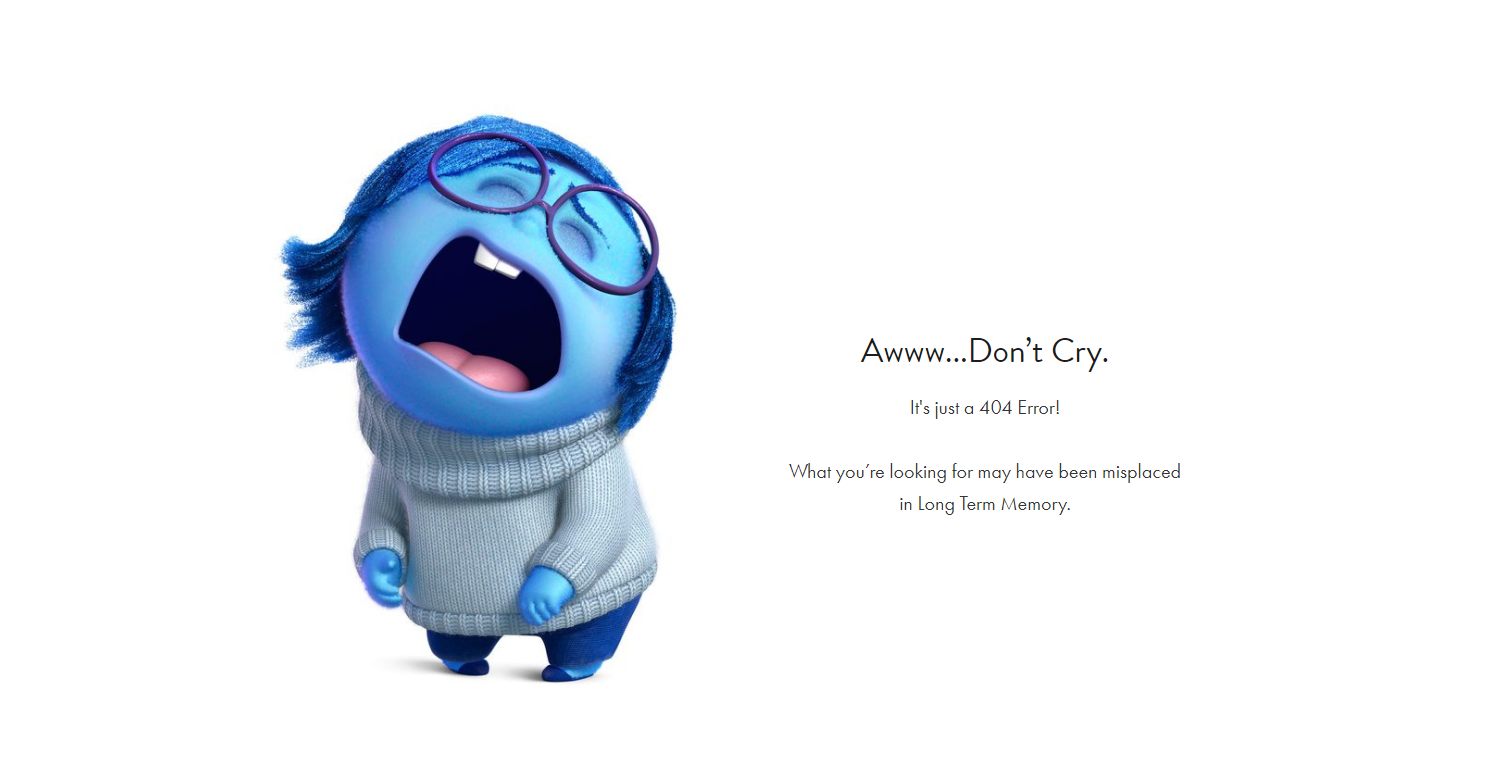 Awww...Don’t Cry.
It's just a 404 Error!
What you’re looking for may have been misplaced
in Long Term Memory.